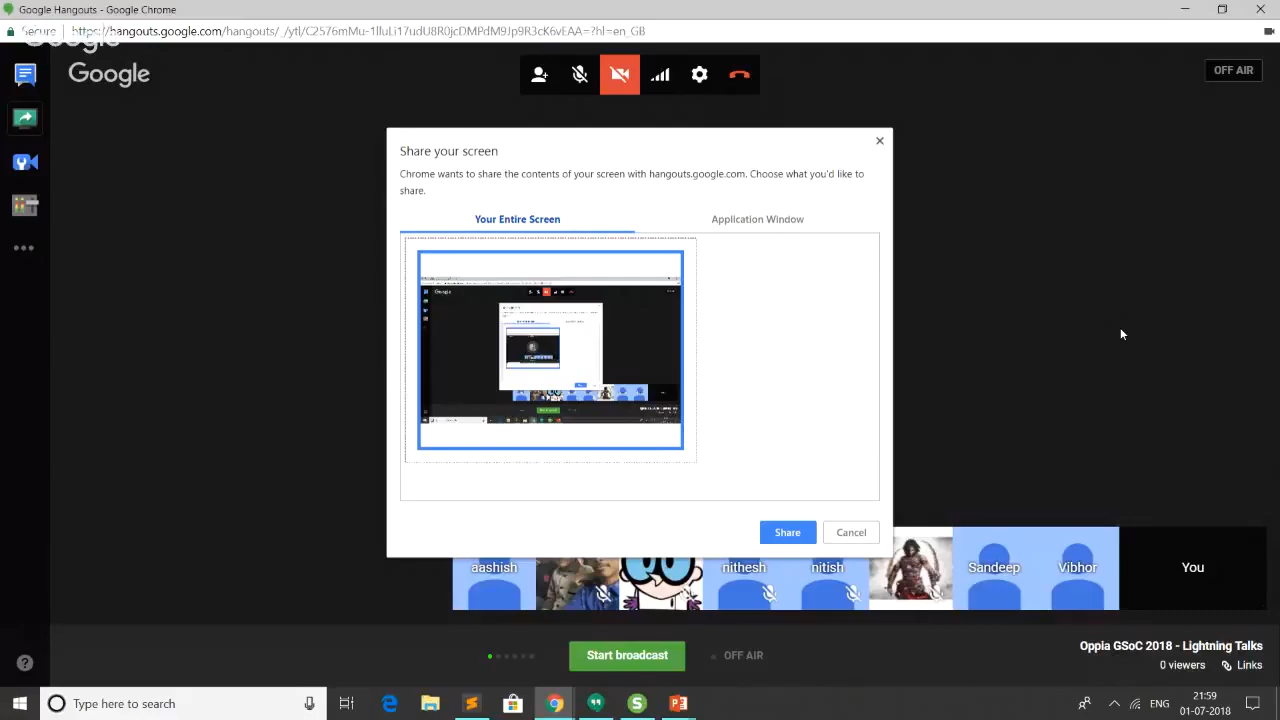 Google Hangouts - Google Chrome
Secure
https://hangouts.google.com/hangouts/_/ytl/C2576mMu-1lluLi17udU8R0jcDMPdM9Jp9R3cK6vEAA=?hl=en_GB
Google
Google
OFF AIR
Share your screen
Chrome wants to share the contents of your screen with hangouts.google.com. Choose what you'd like to
share.
Your Entire Screen
Application Window
Share
Cancel
aashish
nithesh
nitish
Sandeep
Vibhor
You
Start broadcast
OFF AIR
Oppia GSoC 2018 - Lightning Talks
0 viewers
Links
Type here to search
ENG
21:59
01-07-2018